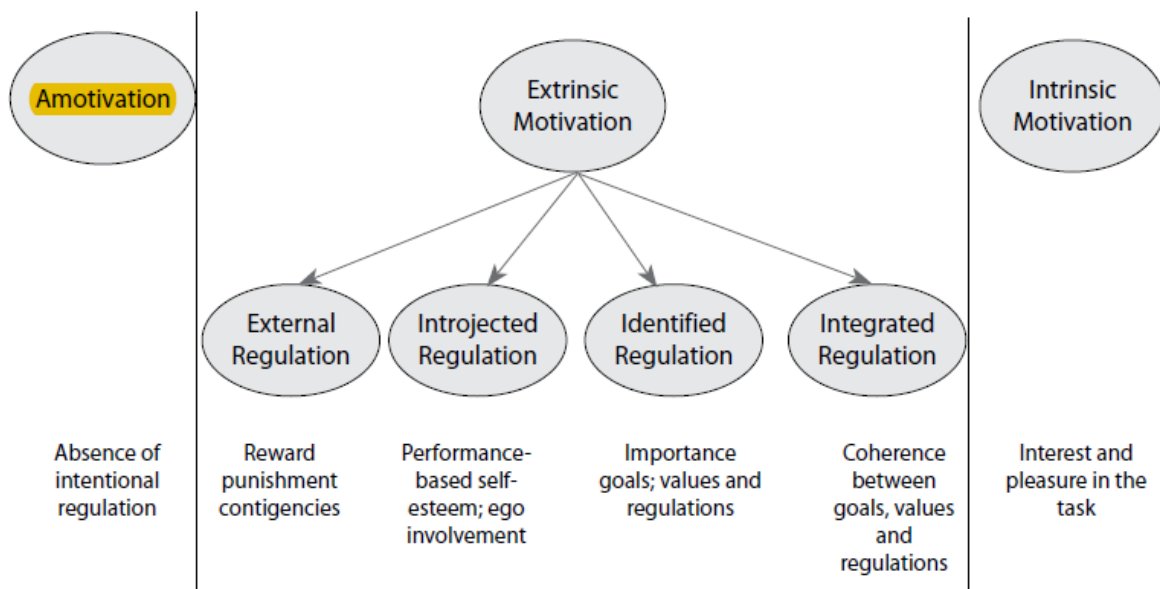 Amotivation
Extrinsic
Motivation
Intrinsic
Motivation
External
Regulation
Introjected
Regulation
Identified
Regulation
Integrated
Regulation
Absence of
intentional
regulation
Reward
punishment
contigencies
Performance-
based self-
esteem; ego
involvement
Importance
goals; values and
regulations
Coherence
between
goals, values
and
regulations
Interest and
pleasure in the
task